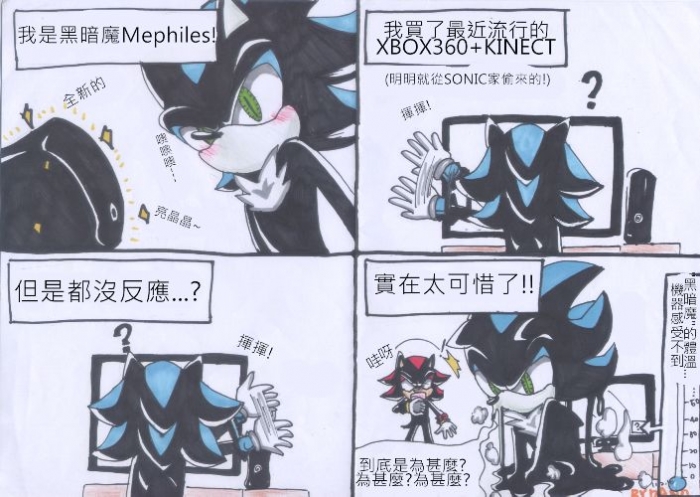 我是黑暗魔Mephiles!
全新的
噗噗噗...
亮晶晶~
我買了最近流行的
XBOX360+KINECT
(明明就從SONIC家偷來的!)
?
揮揮!
但是都沒反應...?
?
揮揮!
實在太可惜了!!
哇呀
黑暗魔的體溫......
機器感受不到
?
到底是為甚麼?
為甚麼?為甚麼?